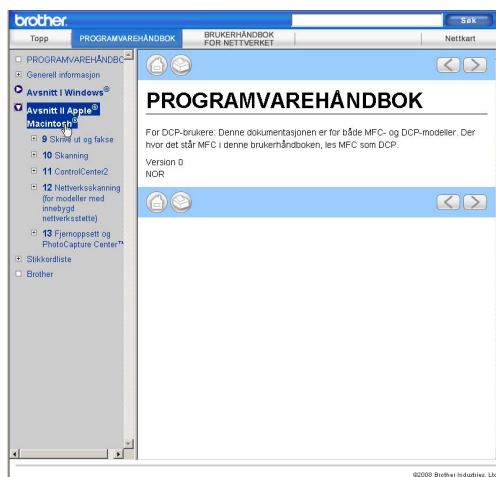 brother
Søk
Topp
PROGRAMVAREHÅNDBOK
BRUKERHÅNDBOK
FOR NETTVERKET
Nettkart
PROGRAMVAREHÅNDBO
Generell informasjon
Avsnitt I Windows®
Avsnitt II Apple®
Macintosh®
9 Skrive ut og fakse
10 Skanning
11 ControlCenter2
12 Nettverksskanning
(for modeller med
innebygd
nettverksstøtte)
13 Fjernoppsett og
PhotoCapture Center™
Stikkordliste
Brother
PROGRAMVAREHÅNDBOK
For DCP-brukere: Denne dokumentasjonen er for både MFC- og DCP-modeller. Der
hvor det står MFC i denne brukerhåndboken, les MFC som DCP.
Version 0
NOR
©2008 Brother Industries, Ltd